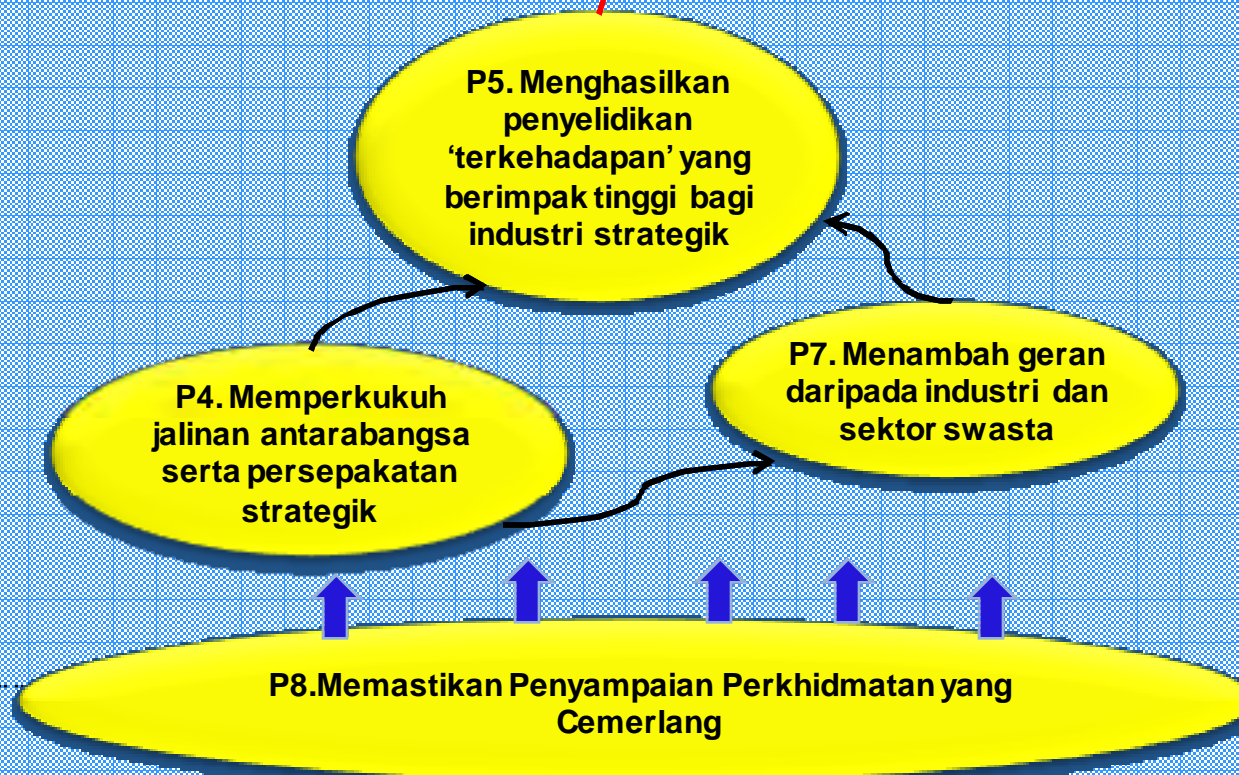 P5. Menghasilkan
penyelidikan
‘terkehadapan’ yang
berimpak tinggi bagi
industri strategik
P7. Menambah geran
daripada industri dan
sektor swasta
P4. Memperkukuh
jalinan antarabangsa
serta persepakatan
strategik
P8.Memastikan Penyampaian Perkhidmatan yang
Cemerlang